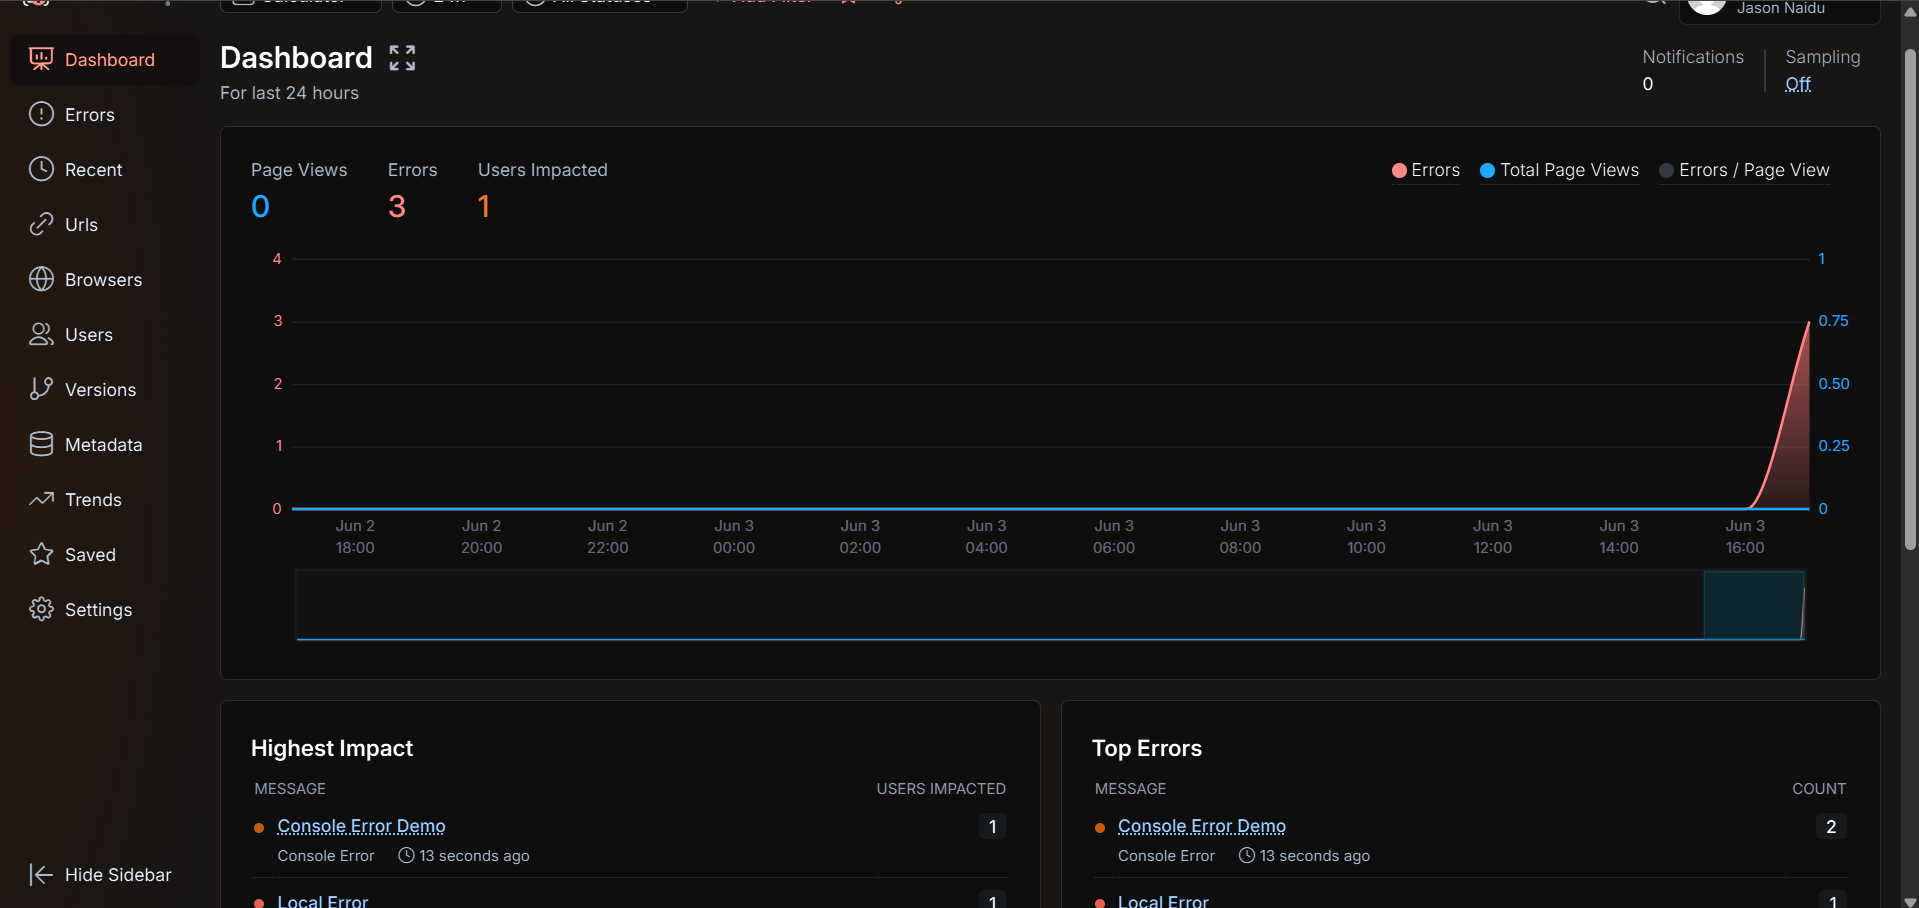 Jason Naidu
Dashboard
Errors
Recent
Urls
Browsers
Users
Versions
Metadata
Trends
Saved
Settings
Hide Sidebar
Dashboard
For last 24 hours
Notifications
0
Sampling
Off
Page Views
0
Errors
3
Users Impacted
1
Errors
Total Page Views
Errors / Page View
4
3
2
1
0
1
0.75
0.50
0.25
0
Jun 2 18:00
Jun 2 20:00
Jun 2 22:00
Jun 3 00:00
Jun 3 02:00
Jun 3 04:00
Jun 3 06:00
Jun 3 08:00
Jun 3 10:00
Jun 3 12:00
Jun 3 14:00
Jun 3 16:00
Highest Impact
MESSAGE USERS IMPACTED
Console Error Demo 1
Console Error 13 seconds ago
Local Error 1
Top Errors
MESSAGE COUNT
Console Error Demo 2
Console Error 13 seconds ago
Local Error 1